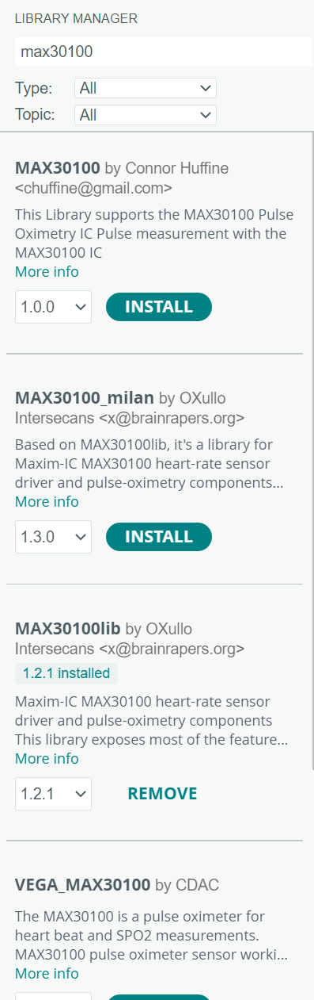 LIBRARY MANAGER
max30100
Type: All
Topic: All
MAX30100 by Connor Huffine
<chuffine@gmail.com>
This Library supports the MAX30100 Pulse
Oximetry IC Pulse measurement with the
MAX30100 IC
More info
1.0.0 INSTALL
MAX30100_milan by OXullo
Intersecans <x@brainrapers.org>
Based on MAX30100lib, it's a library for
Maxim-IC MAX30100 heart-rate sensor
driver and pulse-oximetry components...
More info
1.3.0 INSTALL
MAX30100lib by OXullo
Intersecans <x@brainrapers.org>
1.2.1 installed
Maxim-IC MAX30100 heart-rate sensor
driver and pulse-oximetry components
This library exposes most of the feature...
More info
1.2.1 REMOVE
VEGA_MAX30100 by CDAC
The MAX30100 is a pulse oximeter for
heart beat and SPO2 measurements.
MAX30100 pulse oximeter sensor worki...
More info